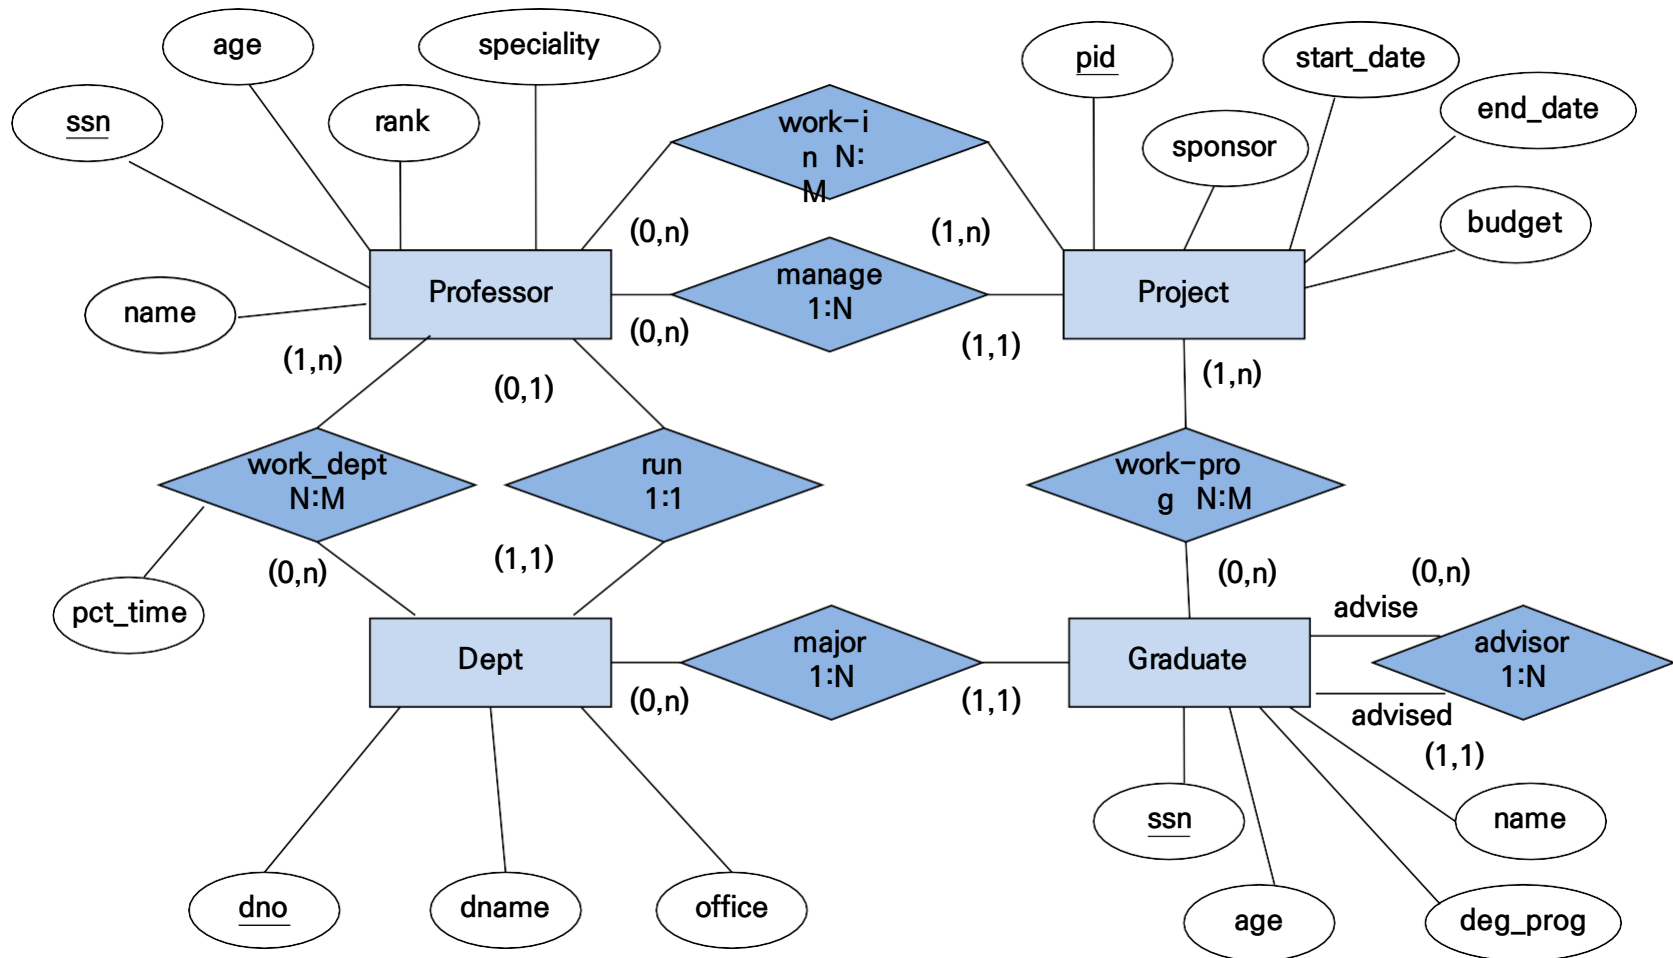 age
speciality
pid
start_date
ssn
rank
work-i
n N:
M
sponsor
end_date
budget
(0,n)
(1,n)
Professor
manage
1:N
Project
name
(0,n)
(1,1)
(1,n)
(0,1)
(1,n)
work_dept
N:M
run
1:1
work-pro
g N:M
(0,n)
(1,1)
(0,n)
(0,n)
pct_time
advise
Dept
major
1:N
Graduate
advisor
1:N
(0,n)
(1,1)
advised
(1,1)
ssn
name
dno
dname
office
age
deg_prog